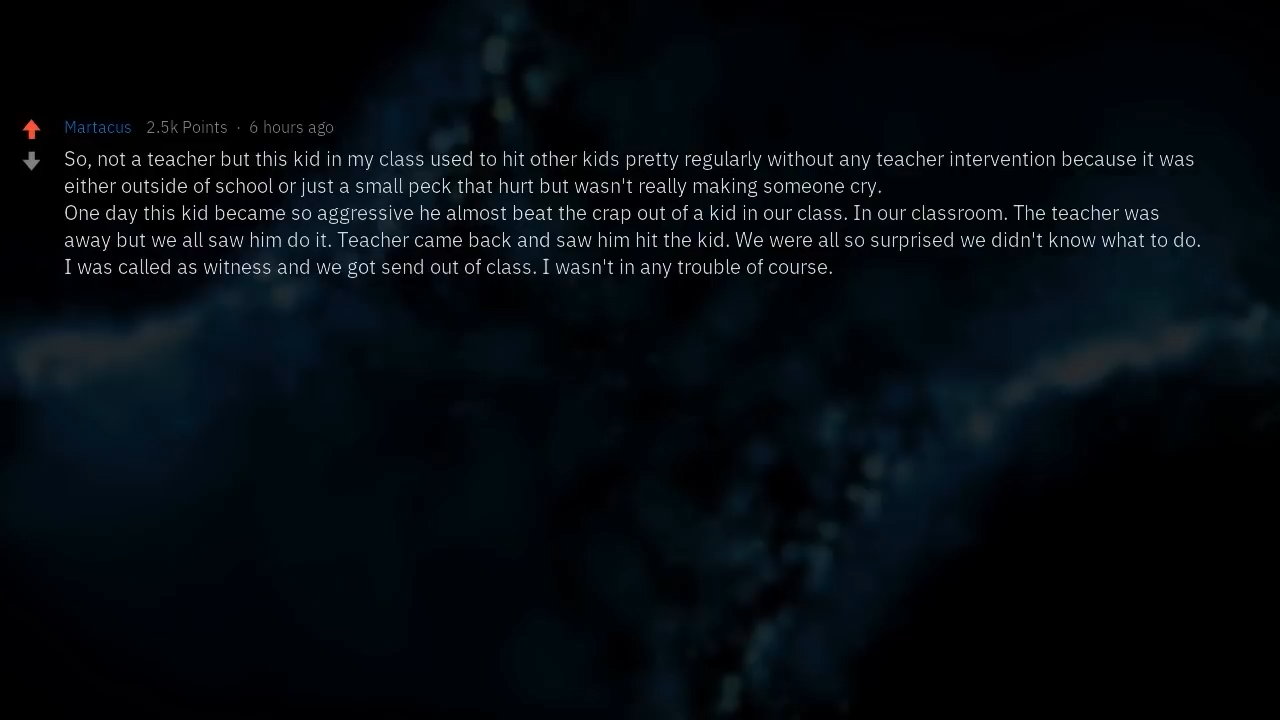 Martacus 2.5k Points · 6 hours ago
So, not a teacher but this kid in my class used to hit other kids pretty regularly without any teacher intervention because it was
either outside of school or just a small peck that hurt but wasn't really making someone cry.
One day this kid became so aggressive he almost beat the crap out of a kid in our class. In our classroom. The teacher was
away but we all saw him do it. Teacher came back and saw him hit the kid. We were all so surprised we didn't know what to do.
I was called as witness and we got send out of class. I wasn't in any trouble of course.